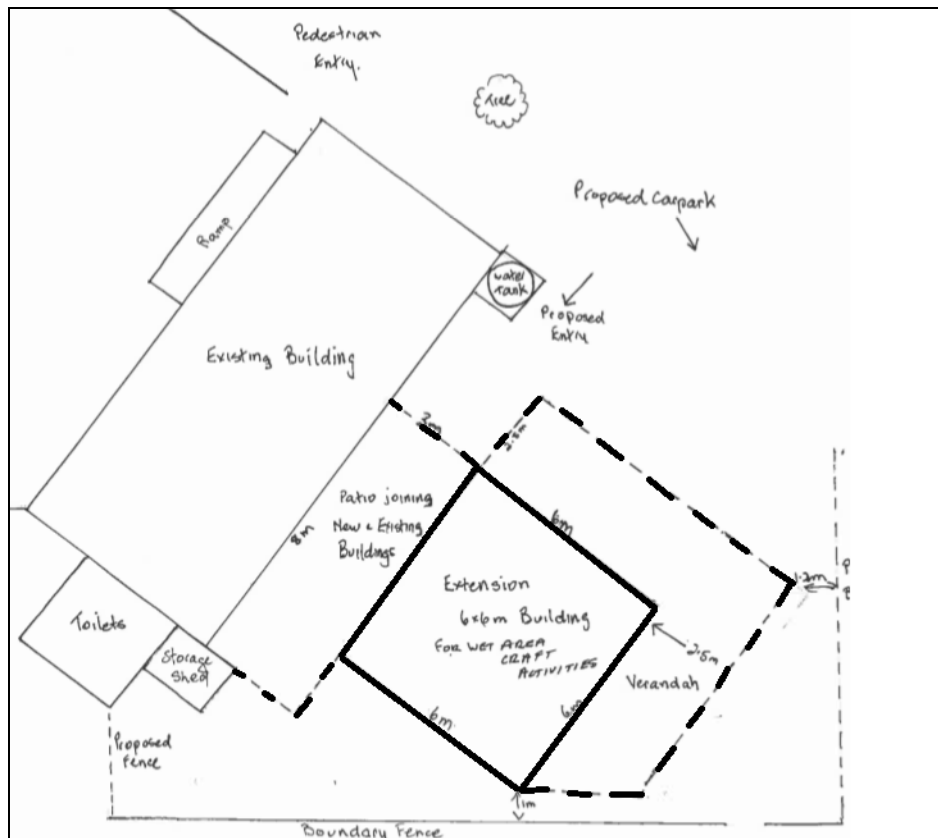 Pedestrian
Entry.
Tree
Proposed Carpark
Ramp
Water
Tank
Proposed
Entry
Existing Building
3m
2.5m
Patio joining
New & Existing
Buildings
8m
6m
1.2m
Extension
6x6m Building
FOR WET AREA
CRAFT
ACTIVITIES
2.5m
Verandah
Toilets
Storage
Shed
6m
6m
Proposed
Fence
1m
Boundary Fence